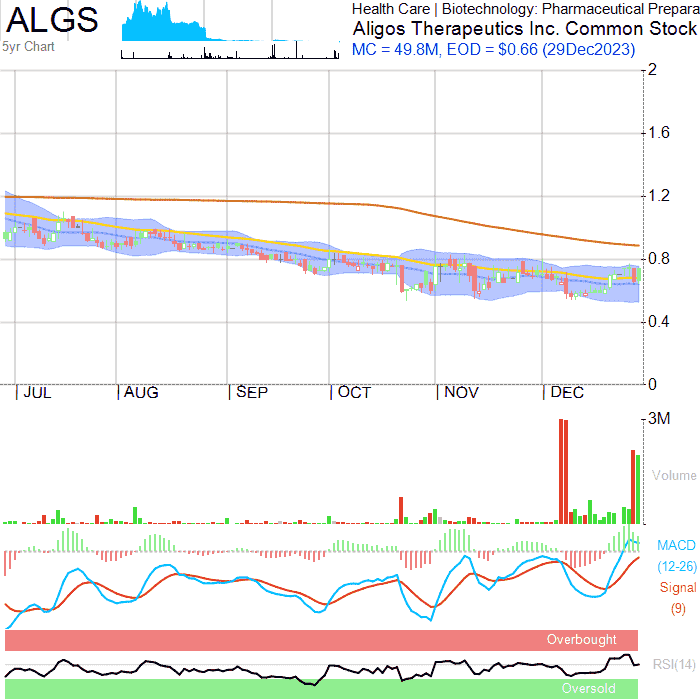 ALGS
5yr Chart
Health Care | Biotechnology: Pharmaceutical Prepara
Aligos Therapeutics Inc. Common Stock
MC = 49.8M, EOD = $0.66 (29Dec2023)
2
1.6
1.2
0.8
0.4
0
JUL AUG SEP OCT NOV DEC
3M
Volume
MACD
(12-26)
Signal
(9)
Overbought
RSI(14)
Oversold